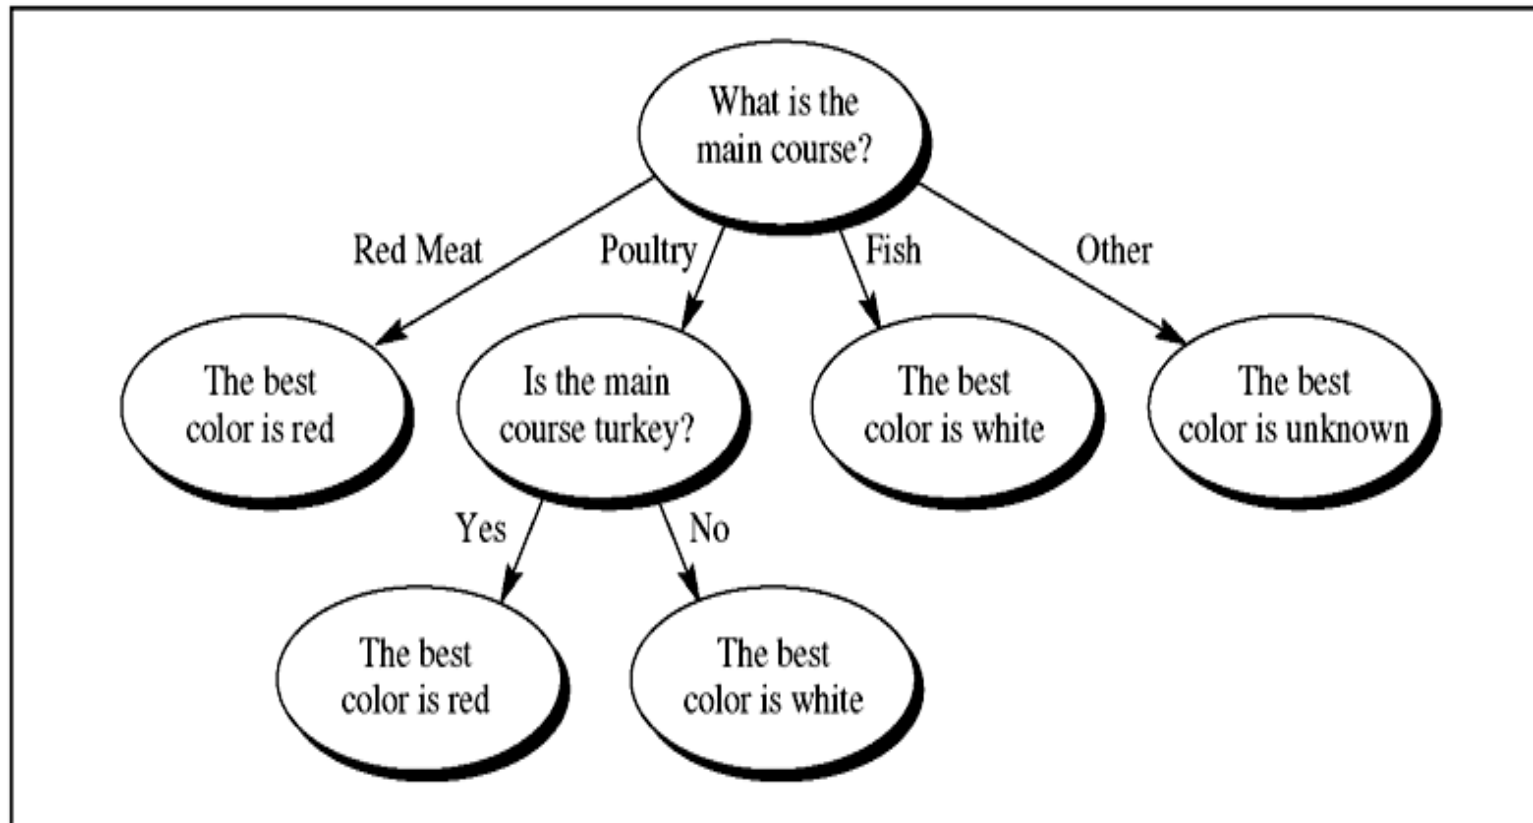 What is the
main course?
Red Meat
Poultry
Fish
Other
The best
color is red
Is the main
course turkey?
The best
color is white
The best
color is unknown
Yes
No
The best
color is red
The best
color is white